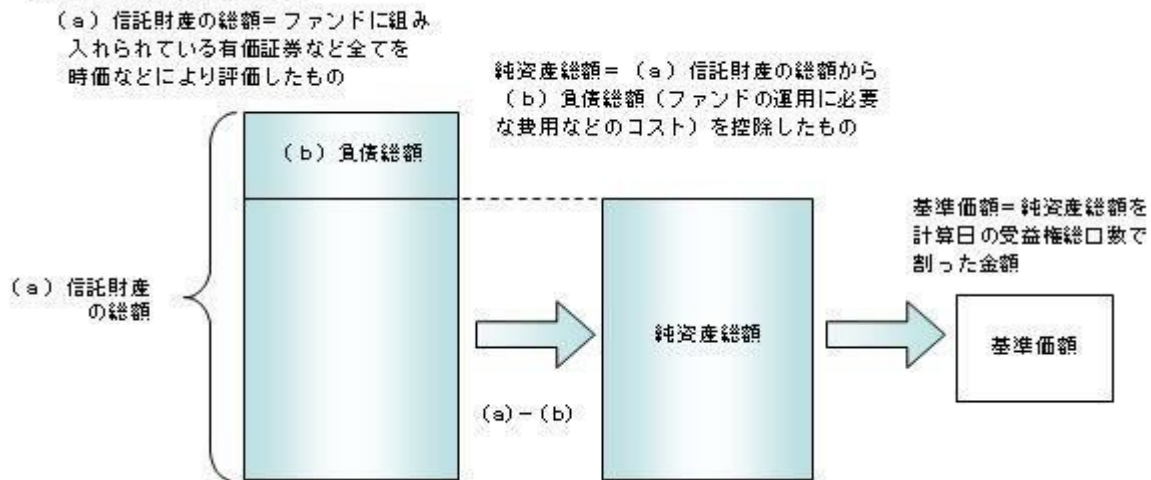 (a)信託財産の総額=ファンドに組み
入れられている有価証券など全てを
時価などにより評価したもの
純資産総額=(a)信託財産の総額から
(b)負債総額(ファンドの運用に必要
な費用などのコスト)を控除したもの
(b)負債総額
基準価額=純資産総額を
計算日の受益権総口数で
割った金額
(a)信託財産
の総額
純資産総額
基準価額
(a)-(b)